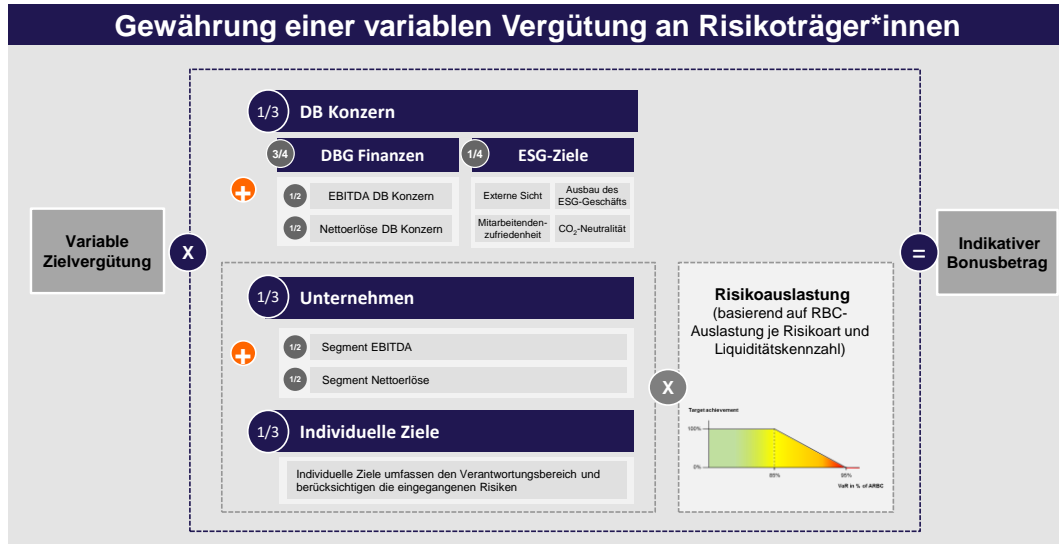 Gewährung einer variablen Vergütung an Risikoträger*innen
Variable
Zielvergütung
X
1/3 DB Konzern
3/4 DBG Finanzen
1/4 ESG-Ziele
+
1/2 EBITDA DB Konzern
1/2 Nettoerlöse DB Konzern
Externe Sicht
Ausbau des
ESG-Geschäfts
Mitarbeitenden-
zufriedenheit
CO₂-Neutralität
1/3 Unternehmen
+
1/2 Segment EBITDA
1/2 Segment Nettoerlöse
1/3 Individuelle Ziele
Individuelle Ziele umfassen den Verantwortungsbereich und
berücksichtigen die eingegangenen Risiken
X
Risikoauslastung
(basierend auf RBC-
Auslastung je Risikoart und
Liquiditätskennzahl)
Target achievement
100%
0%
95%
VaR in % of ARBC
=
Indikativer
Bonusbetrag